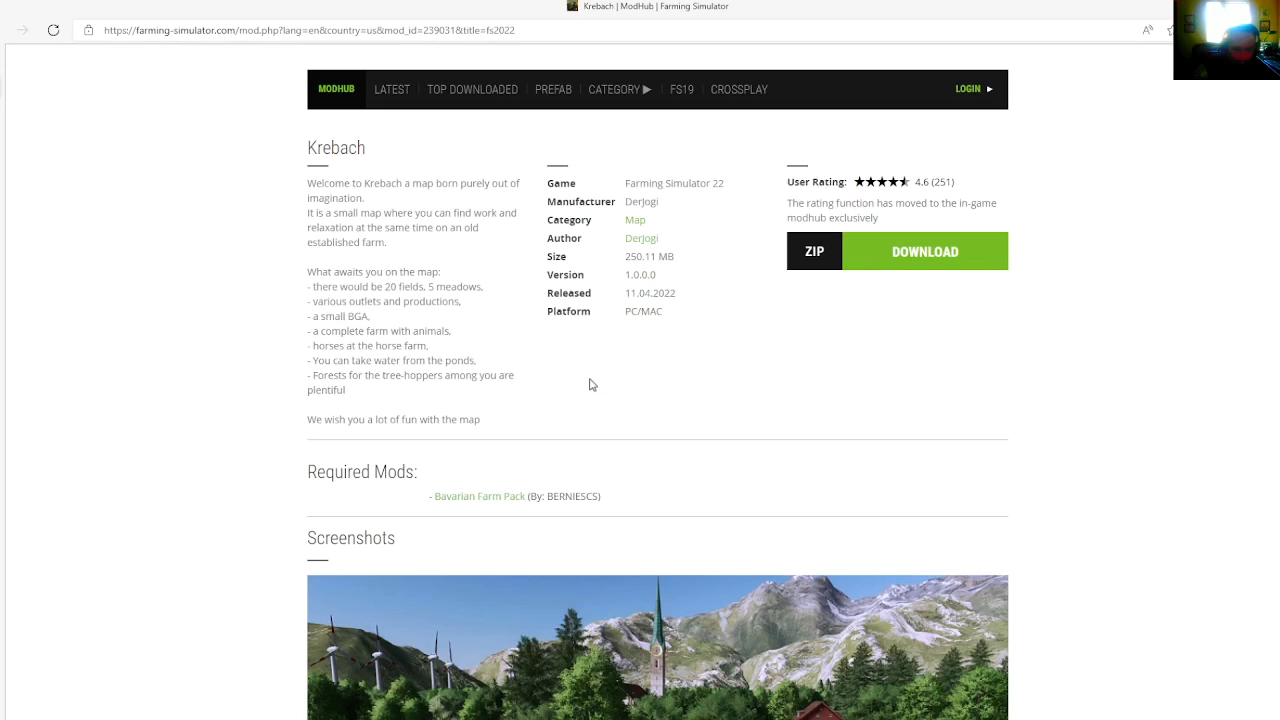 Krebach | ModHub | Farming Simulator
https://farming-simulator.com/mod.php?lang=en&country=us&mod_id=239031&title=fs2022
MODHUB LATEST TOP DOWNLOADED PREFAB CATEGORY ▶ FS19 CROSSPLAY LOGIN ▶
Krebach
Welcome to Krebach a map born purely out of
imagination.
It is a small map where you can find work and
relaxation at the same time on an old
established farm.
What awaits you on the map:
- there would be 20 fields, 5 meadows,
- various outlets and productions,
- a small BGA,
- a complete farm with animals,
- horses at the horse farm,
- You can take water from the ponds,
- Forests for the tree-hoppers among you are
plentiful
We wish you a lot of fun with the map
Game Farming Simulator 22
Manufacturer DerJogi
Category Map
Author DerJogi
Size 250.11 MB
Version 1.0.0.0
Released 11.04.2022
Platform PC/MAC
User Rating: 4.6 (251)
The rating function has moved to the in-game
modhub exclusively
ZIP DOWNLOAD
Required Mods:
- Bavarian Farm Pack (By: BERNIESCS)
Screenshots